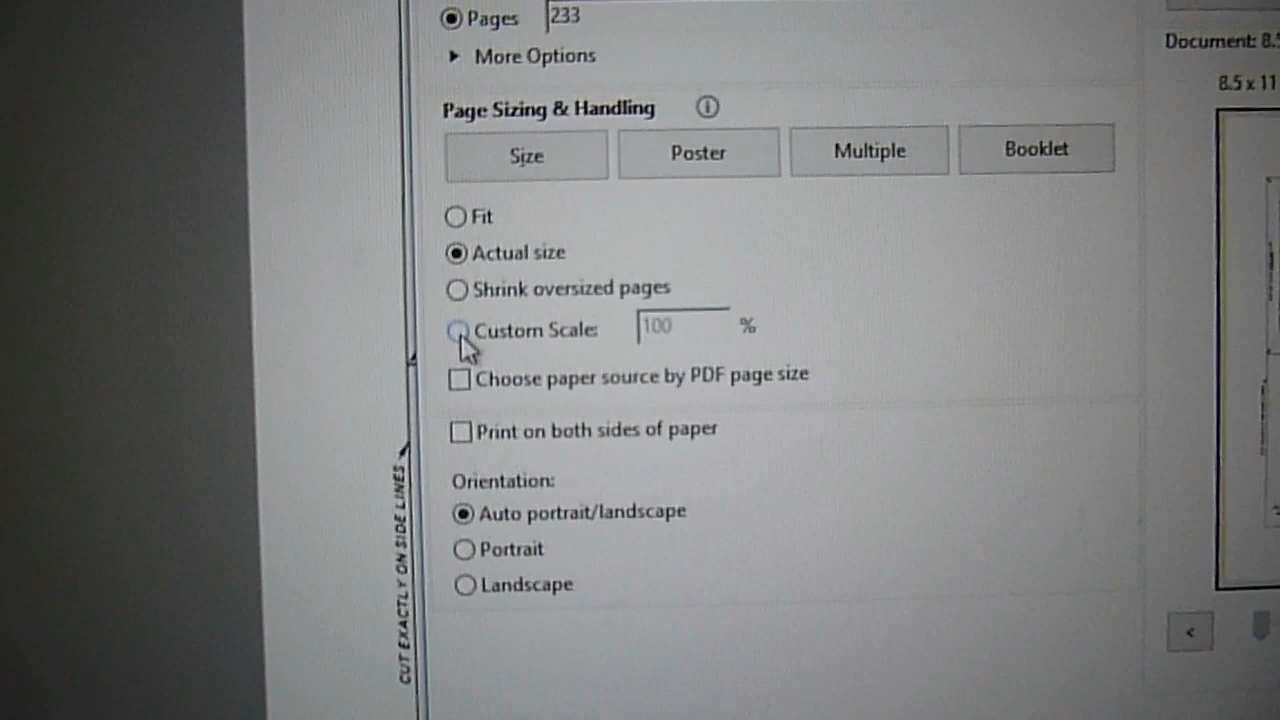 Pages 233
More Options
Page Sizing & Handling
Size Poster Multiple Booklet
Fit
Actual size
Shrink oversized pages
Custom Scale: 100 %
Choose paper source by PDF page size
Print on both sides of paper
Orientation:
Auto portrait/landscape
Portrait
Landscape
CUT EXACTLY ON SIDE LINES
Document: 8.
8.5 x 11
<